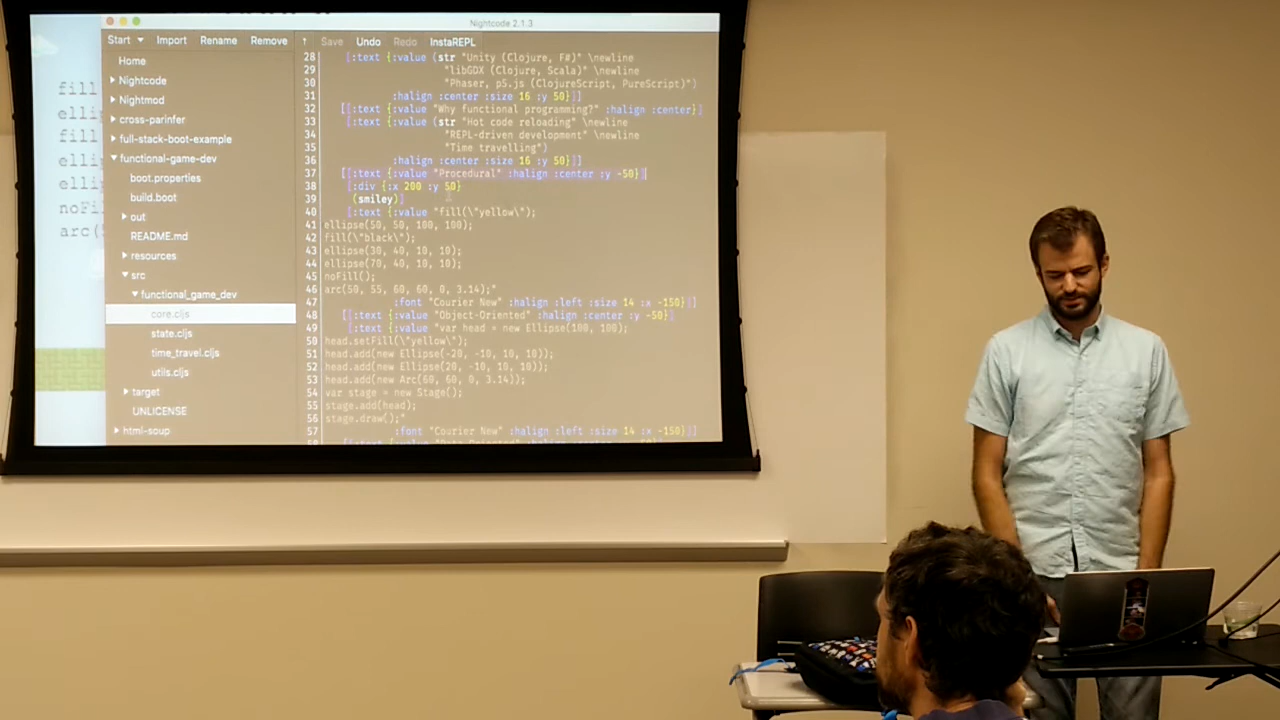 Nightcode 2.1.3
Start Import Rename Remove ↑ Save Undo Redo InstaREPL
Home
Nightcode
Nightmod
cross-parinfer
full-stack-boot-example
functional-game-dev
boot.properties
build.boot
out
README.md
resources
src
functional_game_dev
core.cljs
state.cljs
time_travel.cljs
utils.cljs
target
UNLICENSE
html-soup
28 [:text {:value (str "Unity (Clojure, F#)" \newline
29 "libGDX (Clojure, Scala)" \newline
30 "Phaser, p5.js (ClojureScript, PureScript)")
31 :halign :center :size 16 :y 50}]]
32 [[:text {:value "Why functional programming?" :halign :center}]
33 [:text {:value (str "Hot code reloading" \newline
34 "REPL-driven development" \newline
35 "Time travelling")
36 :halign :center :size 16 :y 50}]]
37 [[:text {:value "Procedural" :halign :center :y -50}]
38 [:div {:x 200 :y 50}
39 (smiley)]
40 [:text {:value "fill(\"yellow\");
41 ellipse(50, 50, 100, 100);
42 fill(\"black\");
43 ellipse(30, 40, 10, 10);
44 ellipse(70, 40, 10, 10);
45 noFill();
46 arc(50, 55, 60, 60, 0, 3.14);"
47 :font "Courier New" :halign :left :size 14 :x -150}]]
48 [[:text {:value "Object-Oriented" :halign :center :y -50}]
49 [:text {:value "var head = new Ellipse(100, 100);
50 head.setFill(\"yellow\");
51 head.add(new Ellipse(-20, -10, 10, 10));
52 head.add(new Ellipse(20, -10, 10, 10));
53 head.add(new Arc(60, 60, 0, 3.14));
54 var stage = new Stage();
55 stage.add(head);
56 stage.draw();"
57 :font "Courier New" :halign :left :size 14 :x -150}]]
fill
ellip
fill
ellip
ellip
noFi
arc(